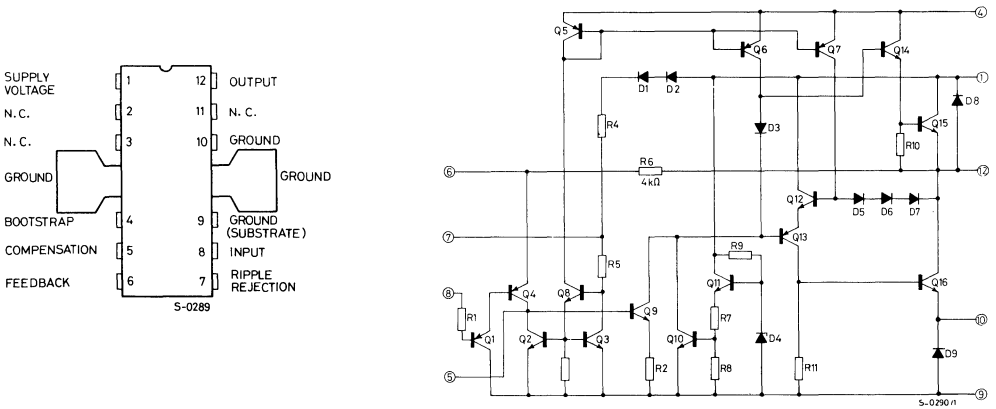 SUPPLY
VOLTAGE
1
12
OUTPUT
N.C.
2
11
N.C.
N.C.
3
10
GROUND
GROUND
GROUND
BOOTSTRAP
4
9
GROUND
(SUBSTRATE)
COMPENSATION
5
8
INPUT
FEEDBACK
6
7
RIPPLE
REJECTION
S-0289
4
Q5
Q6
Q7
Q14
1
D1
D2
D8
R4
D3
Q15
R10
6
R6
4kΩ
12
Q12
D5
D6
D7
7
Q13
R5
R9
8
Q4
Q8
Q11
Q16
R1
Q9
R7
10
Q1
Q2
Q3
Q10
D4
D9
5
R2
R8
R11
9
S-0290/1